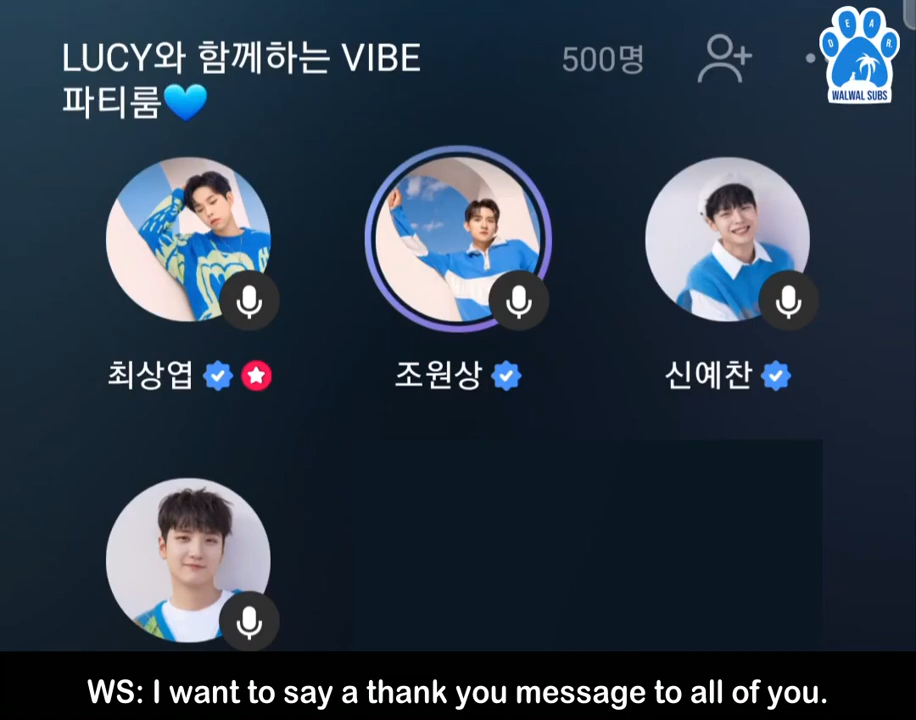 LUCY와 함께하는 VIBE
파티룸💙
500명
DEAR.
WALWAL SUBS
최상엽
조원상
신예찬
WS: I want to say a thank you message to all of you.